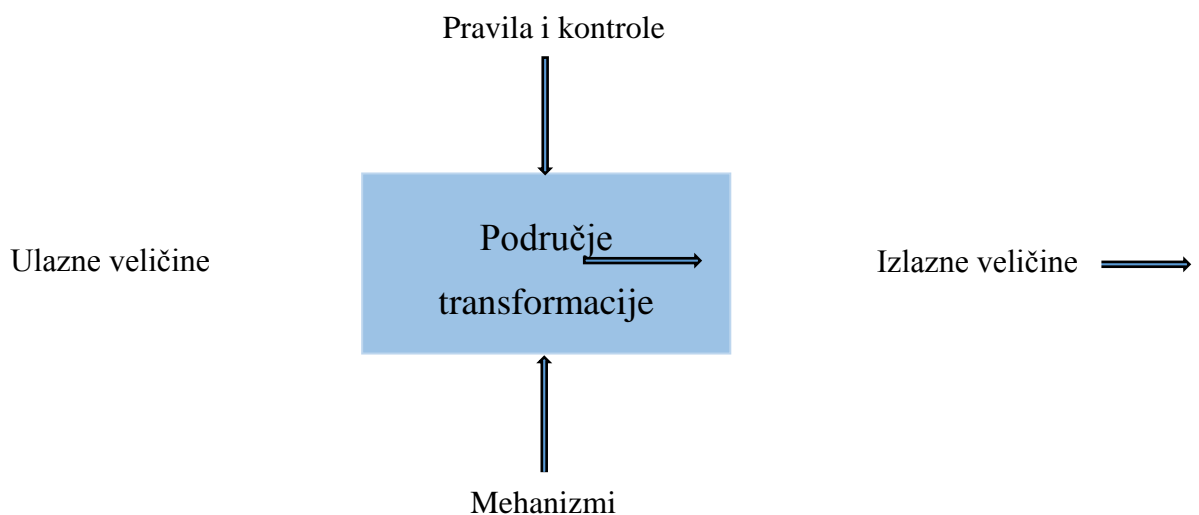 Pravila i kontrole
Ulazne veličine
Područje
transformacije
Izlazne veličine
Mehanizmi